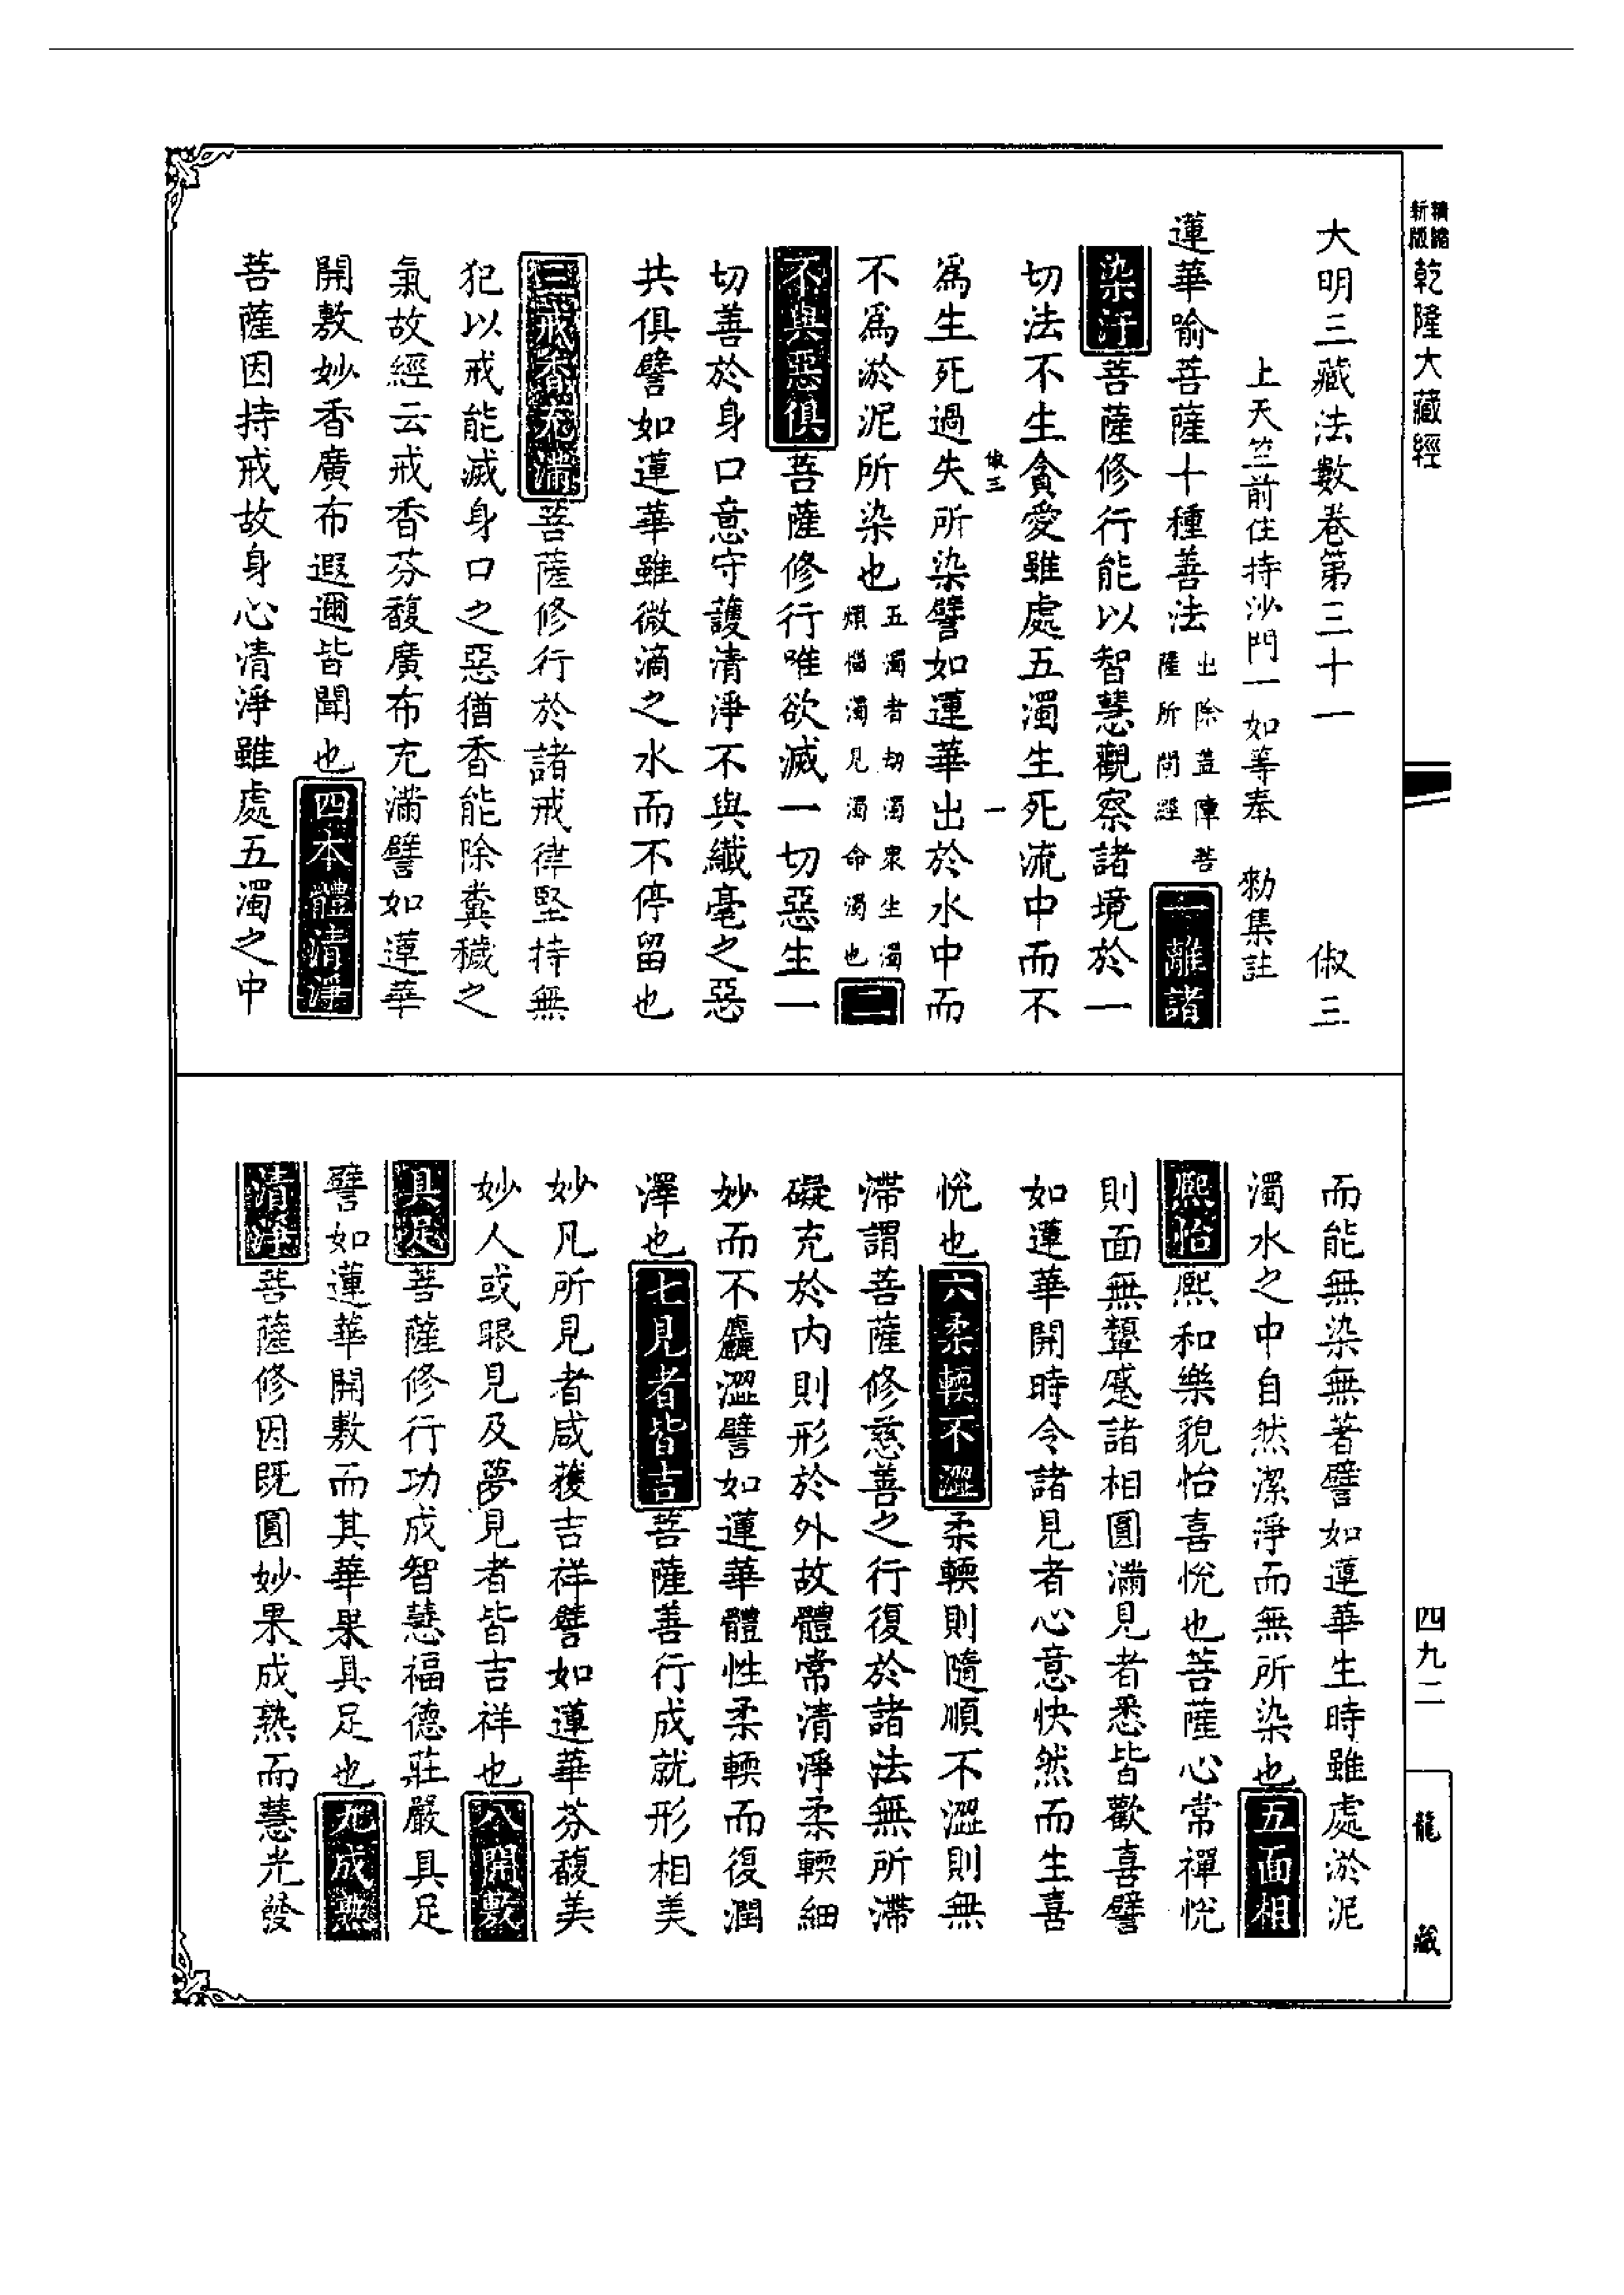 精縮新版乾隆大藏經
大明三藏法數卷第三十一 俶三
上天竺前住持沙門一如等奉 勑集註
蓮華喻菩薩十種善法出除葢障菩薩所問經一離諸
染汙菩薩修行能以智慧觀察諸境於一
切法不生貪愛雖處五濁生死流中而不
俶三 一
為生死過失所染譬如蓮華出於水中而
不為淤泥所染也五濁者劫濁眾生濁煩惱濁見濁命濁也二
不與惡俱菩薩修行唯欲滅一切惡生一
切善於身口意守護清淨不與纖毫之惡
共俱譬如蓮華雖微滴之水而不停留也
三戒香充滿菩薩修行於諸戒律堅持無
犯以戒能滅身口之惡猶香能除糞穢之
氣故經云戒香芬馥廣布充滿譬如蓮華
開敷妙香廣布遐邇皆聞也四本體清淨
菩薩因持戒故身心清淨雖處五濁之中
而能無染無著譬如蓮華生時雖處淤泥
濁水之中自然潔淨而無所染也五面相
熙怡熙和樂貌怡喜悅也菩薩心常禪悅
則面無顰蹙諸相圓滿見者悉皆歡喜譬
如蓮華開時令諸見者心意快然而生喜
悅也六柔輭不澀柔輭則隨順不澀則無
滯謂菩薩修慈善之行復於諸法無所滯
礙充於內則形於外故體常清淨柔輭細
妙而不麤澀譬如蓮華體性柔輭而復潤
澤也七見者皆吉菩薩善行成就形相美
妙凡所見者咸獲吉祥譬如蓮華芬馥美
妙人或眼見及夢見者皆吉祥也八開敷
具足菩薩修行功成智慧福德莊嚴具足
譬如蓮華開敷而其華果具足也九成熟
清淨菩薩修因既圓妙果成熟而慧光發
四九二
龍藏